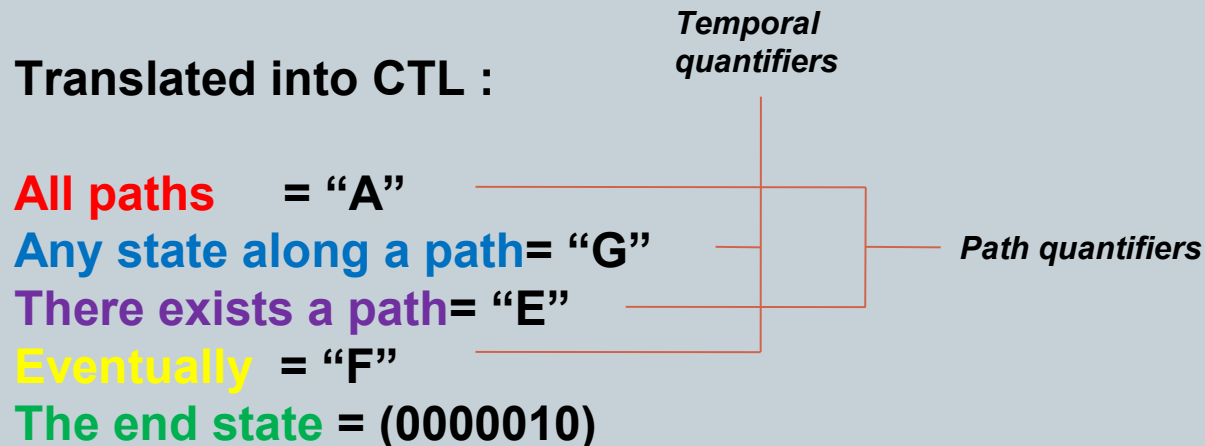 Temporal
quantifiers
Translated into CTL :
All paths = “A”
Any state along a path= “G”
Path quantifiers
There exists a path= “E”
Eventually = “F”
The end state = (0000010)